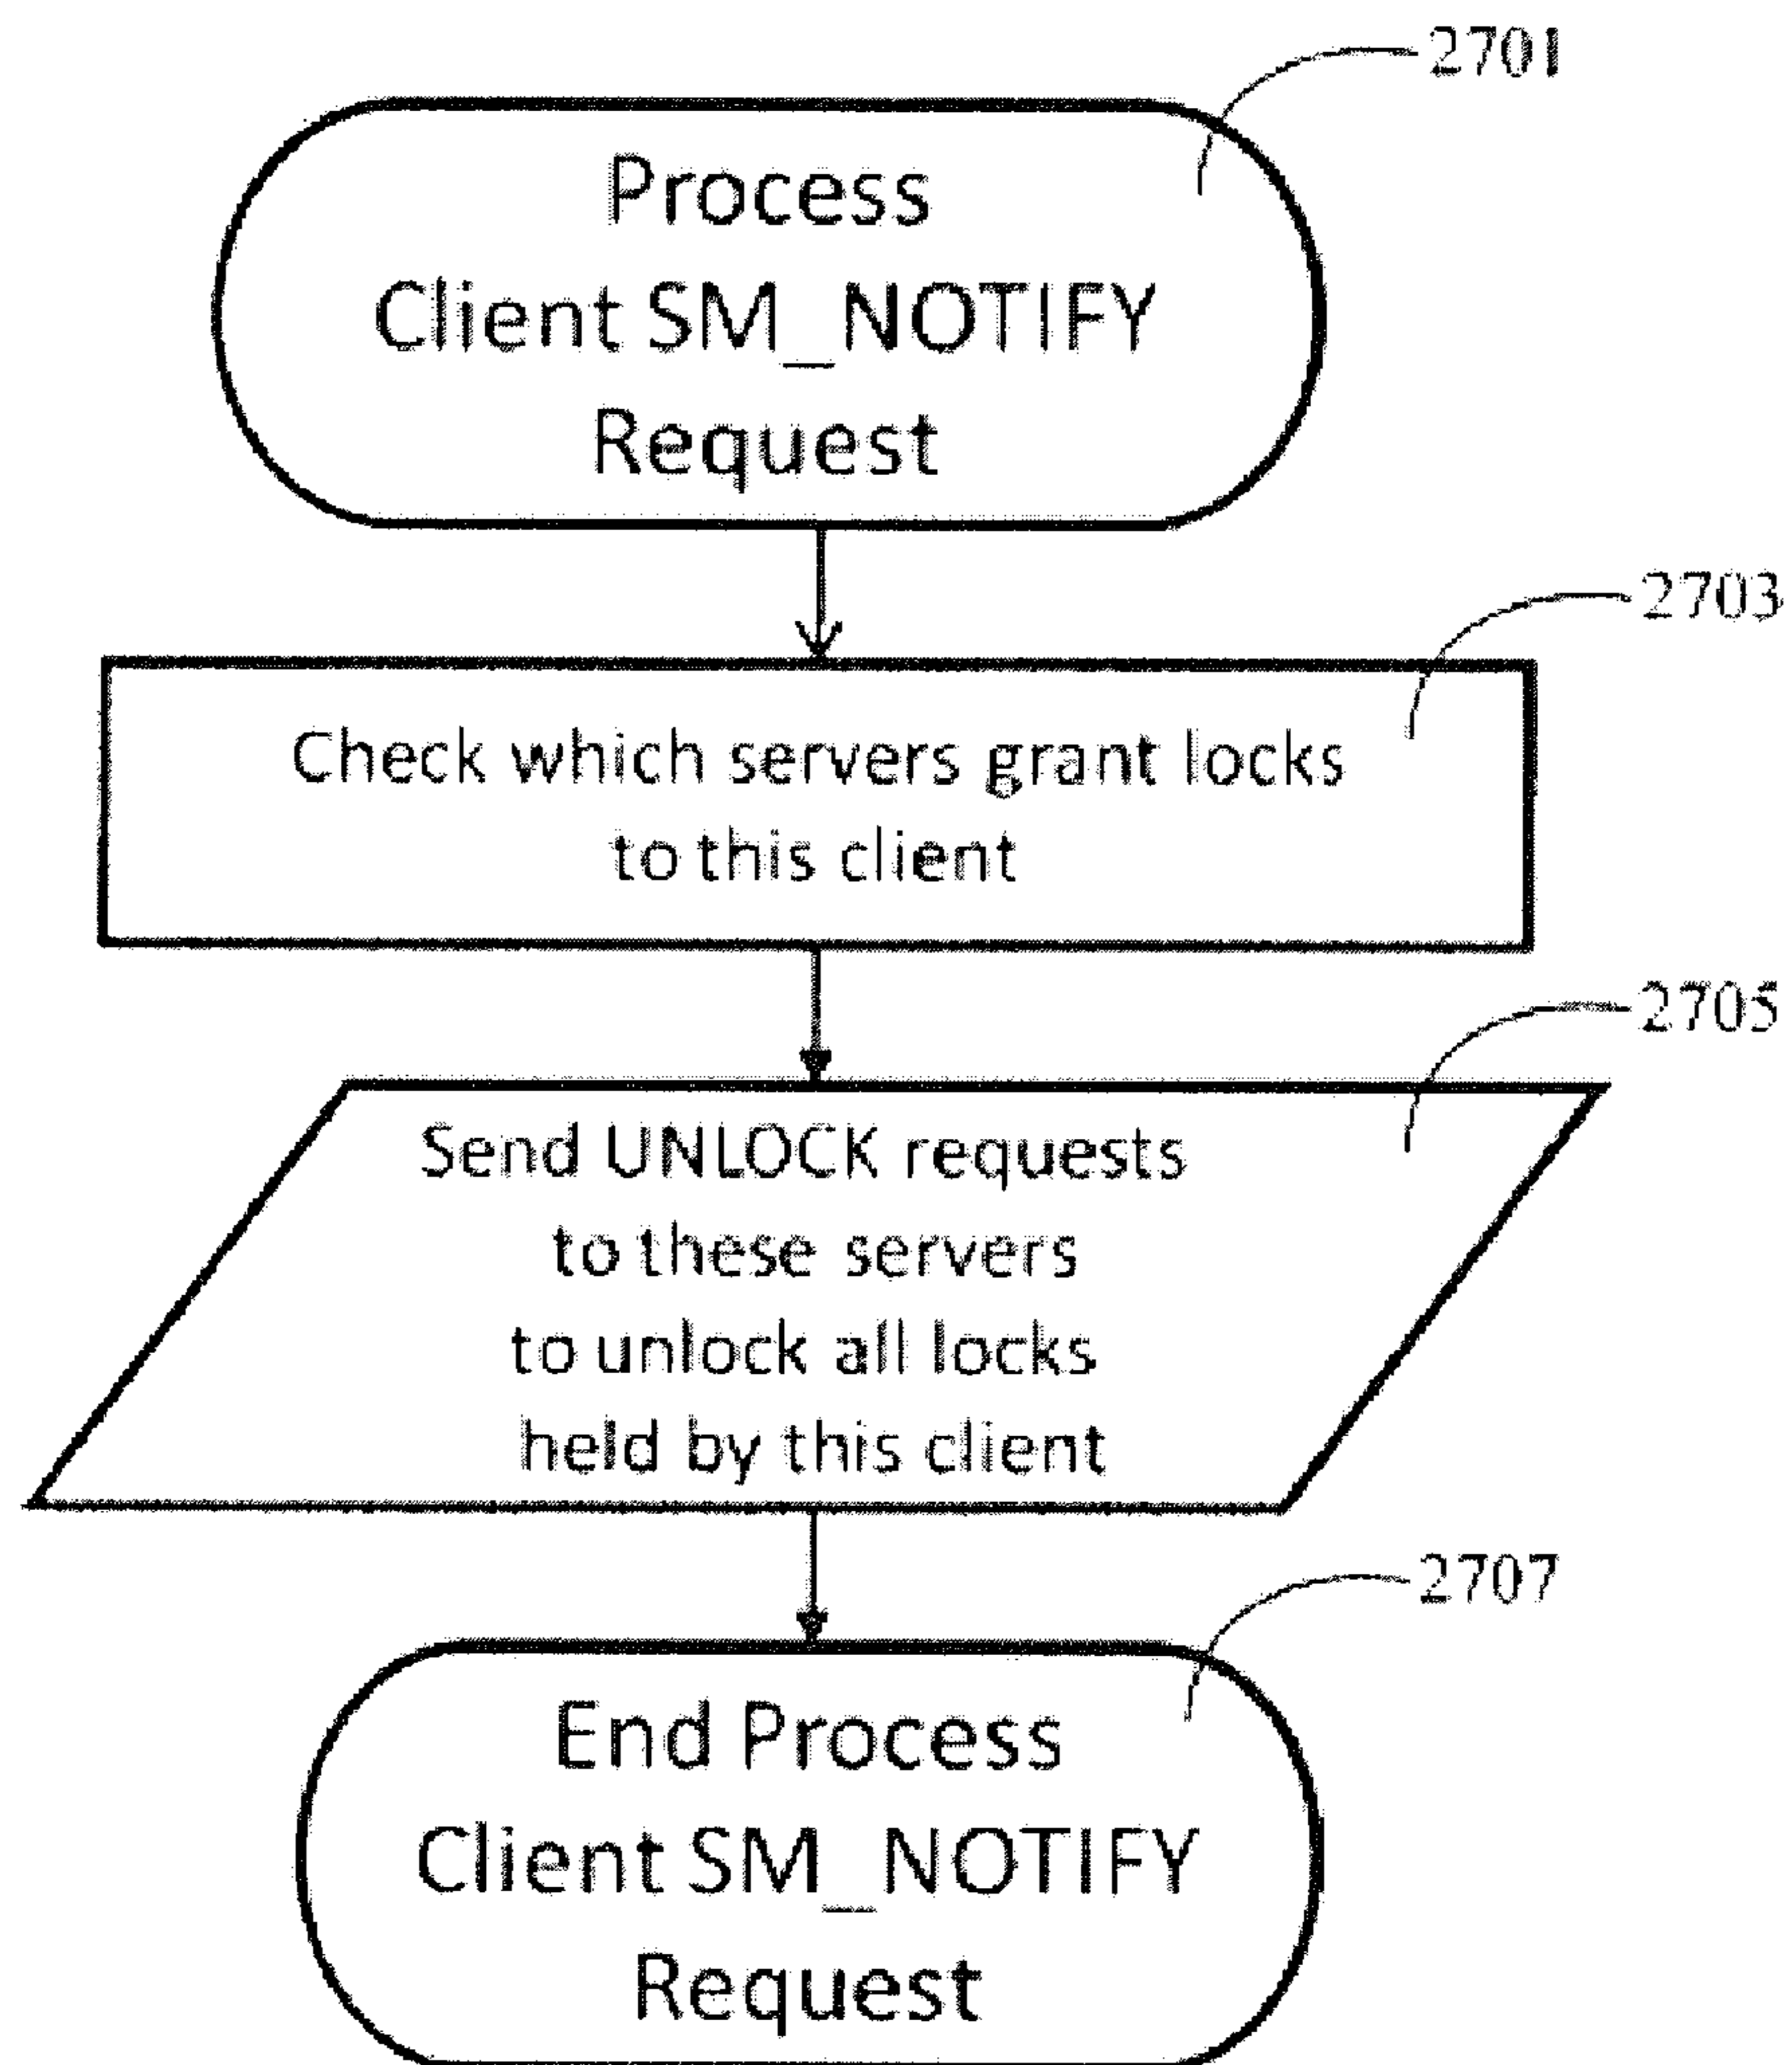 2701
Process
Client SM_NOTIFY
Request
2703
Check which servers grant locks
to this client
2705
Send UNLOCK requests
to these servers
to unlock all locks
held by this client
2707
End Process
Client SM_NOTIFY
Request